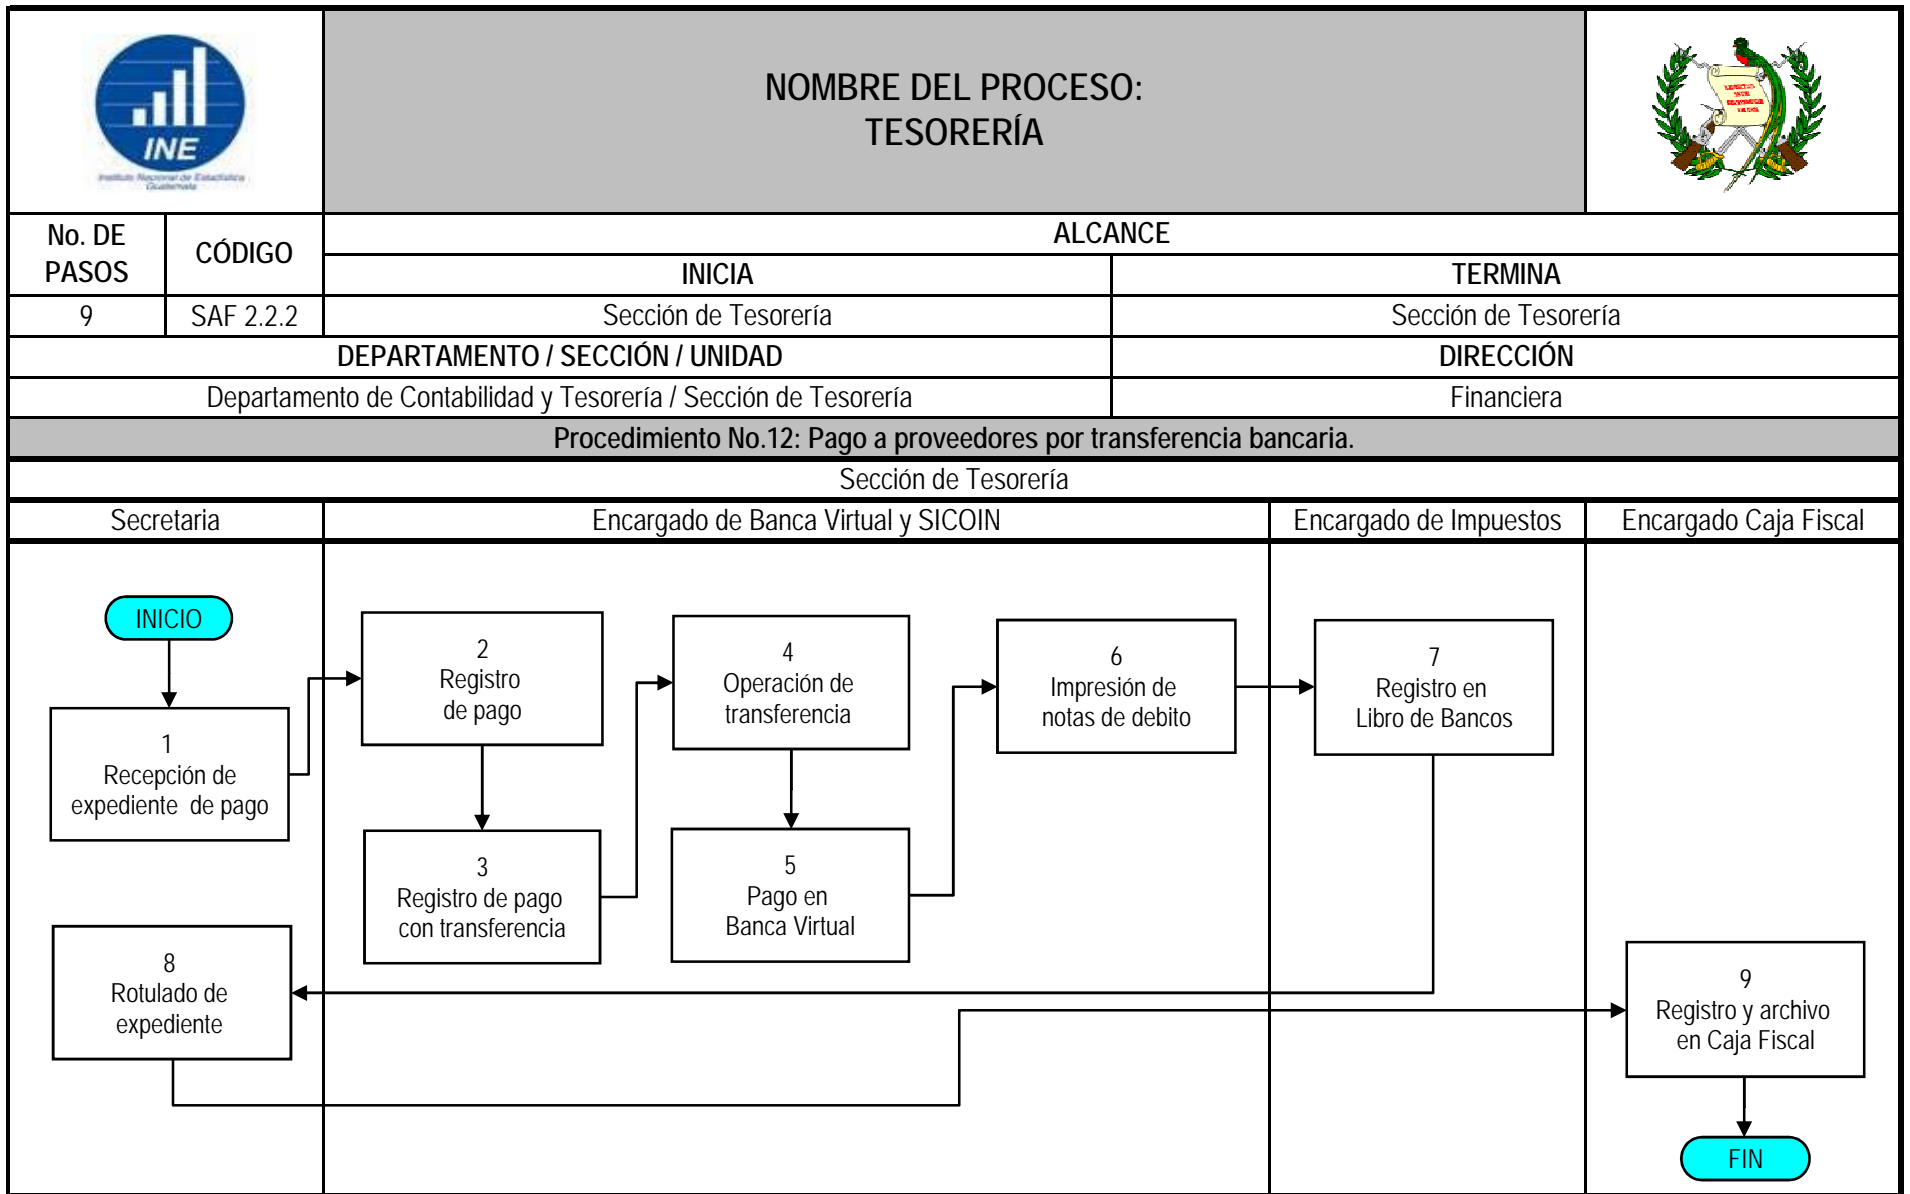 INE
Instituto Nacional de Estadística
Guatemala
NOMBRE DEL PROCESO:
TESORERÍA
No. DE
PASOS
CÓDIGO
ALCANCE
INICIA
TERMINA
9
SAF 2.2.2
Sección de Tesorería
Sección de Tesorería
DEPARTAMENTO / SECCIÓN / UNIDAD
DIRECCIÓN
Departamento de Contabilidad y Tesorería / Sección de Tesorería
Financiera
Procedimiento No.12: Pago a proveedores por transferencia bancaria.
Sección de Tesorería
Secretaria
Encargado de Banca Virtual y SICOIN
Encargado de Impuestos
Encargado Caja Fiscal
INICIO
1
Recepción de
expediente de pago
2
Registro
de pago
3
Registro de pago
con transferencia
4
Operación de
transferencia
5
Pago en
Banca Virtual
6
Impresión de
notas de debito
7
Registro en
Libro de Bancos
8
Rotulado de
expediente
9
Registro y archivo
en Caja Fiscal
FIN